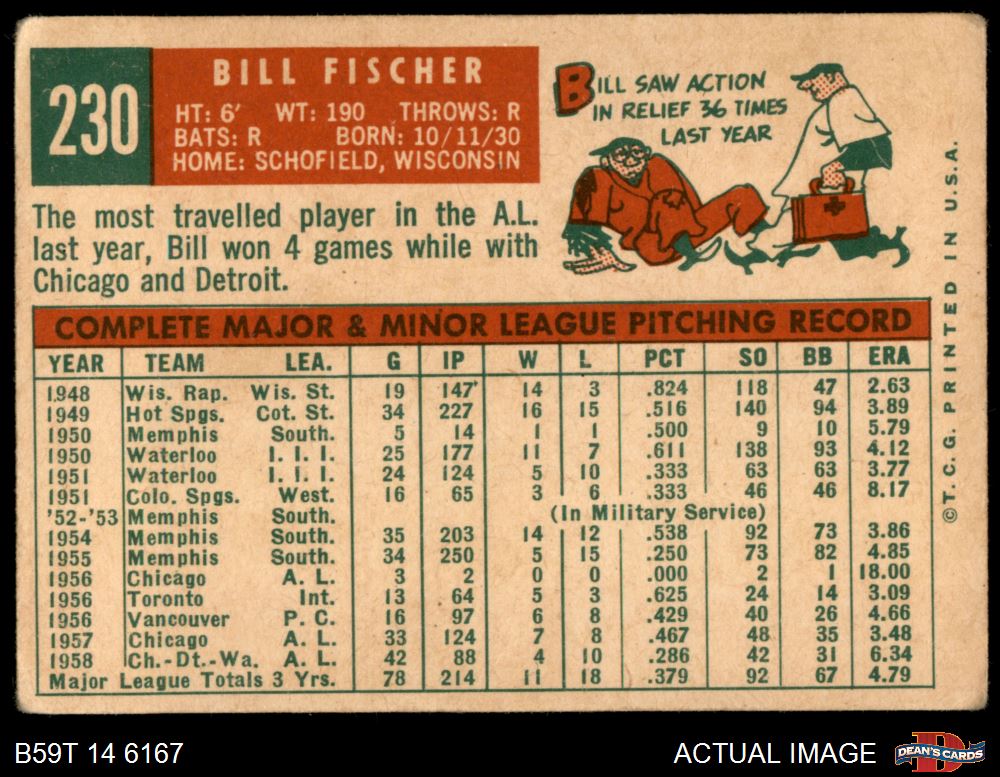 230
BILL FISCHER
HT: 6' WT: 190 THROWS: R
BATS: R BORN: 10/11/30
HOME: SCHOFIELD, WISCONSIN
BILL SAW ACTION
IN RELIEF 36 TIMES
LAST YEAR
The most travelled player in the A.L.
last year, Bill won 4 games while with
Chicago and Detroit.
COMPLETE MAJOR & MINOR LEAGUE PITCHING RECORD
YEAR TEAM LEA. G IP W L PCT SO BB ERA
1948 Wis. Rap. Wis. St. 19 147 14 3 .824 118 47 2.63
1949 Hot Spgs. Cot. St. 34 227 16 15 .516 140 94 3.89
1950 Memphis South. 5 14 1 1 .500 9 10 5.79
1950 Waterloo I. I. I. 25 177 11 7 .611 138 93 4.12
1951 Waterloo I. I. I. 24 124 5 10 .333 63 63 3.77
1951 Colo. Spgs. West. 16 65 3 6 .333 46 46 8.17
'52-'53 Memphis South. (In Military Service)
1954 Memphis South. 35 203 14 12 .538 92 73 3.86
1955 Memphis South. 34 250 5 15 .250 73 82 4.85
1956 Chicago A. L. 3 2 0 0 .000 2 1 18.00
1956 Toronto Int. 13 64 5 3 .625 24 14 3.09
1956 Vancouver P. C. 16 97 6 8 .429 40 26 4.66
1957 Chicago A. L. 33 124 7 8 .467 48 35 3.48
1958 Ch.-Dt.-Wa. A. L. 42 88 4 10 .286 42 31 6.34
Major League Totals 3 Yrs. 78 214 11 18 .379 92 67 4.79
©T.C.G. PRINTED IN U.S.A.
B59T 14 6167
ACTUAL IMAGE
DEAN'S CARDS